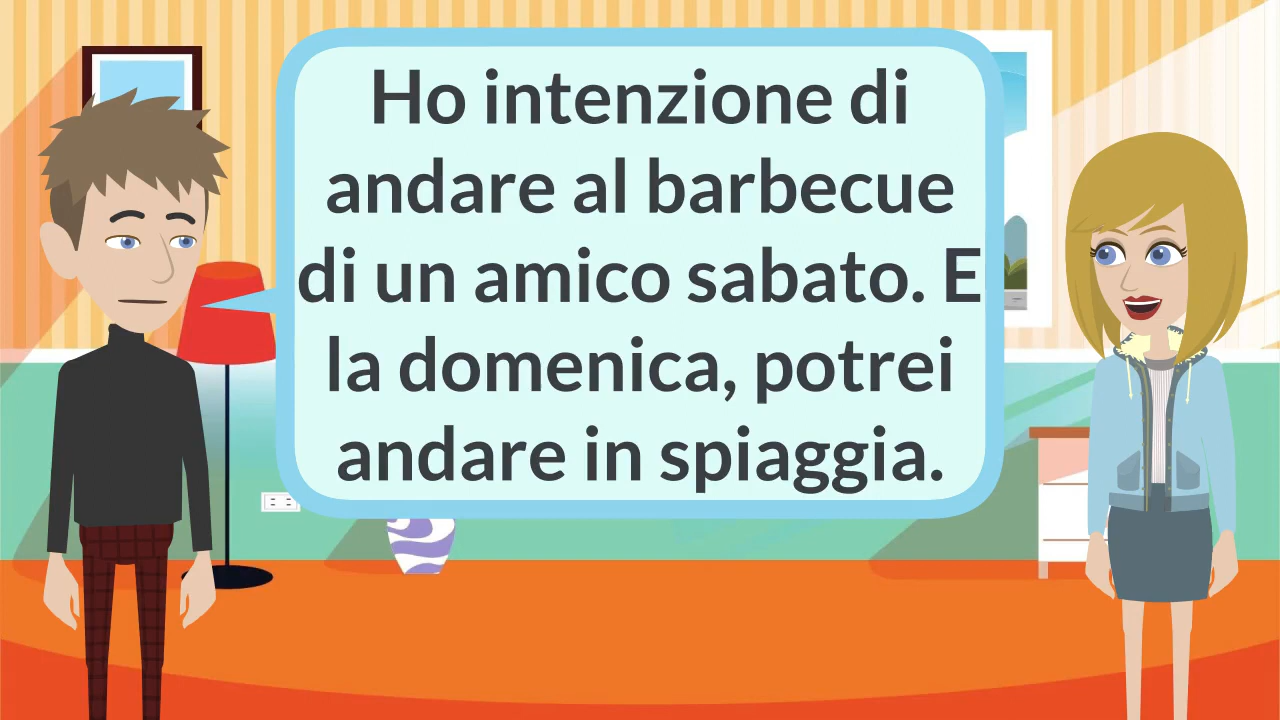 Ho intenzione di
andare al barbecue
di un amico sabato. E
la domenica, potrei
andare in spiaggia.